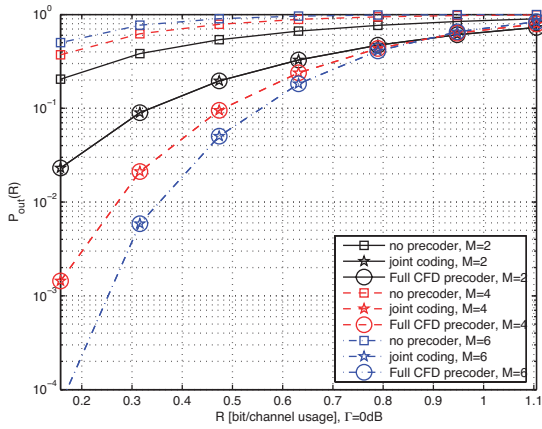 10^0
10^-1
10^-2
10^-3
10^-4
P_out(R)
no precoder, M=2
joint coding, M=2
Full CFD precoder, M=2
no precoder, M=4
joint coding, M=4
Full CFD precoder, M=4
no precoder, M=6
joint coding, M=6
Full CFD precoder, M=6
0.2 0.3 0.4 0.5 0.6 0.7 0.8 0.9 1 1.1
R [bit/channel usage], Γ=0dB